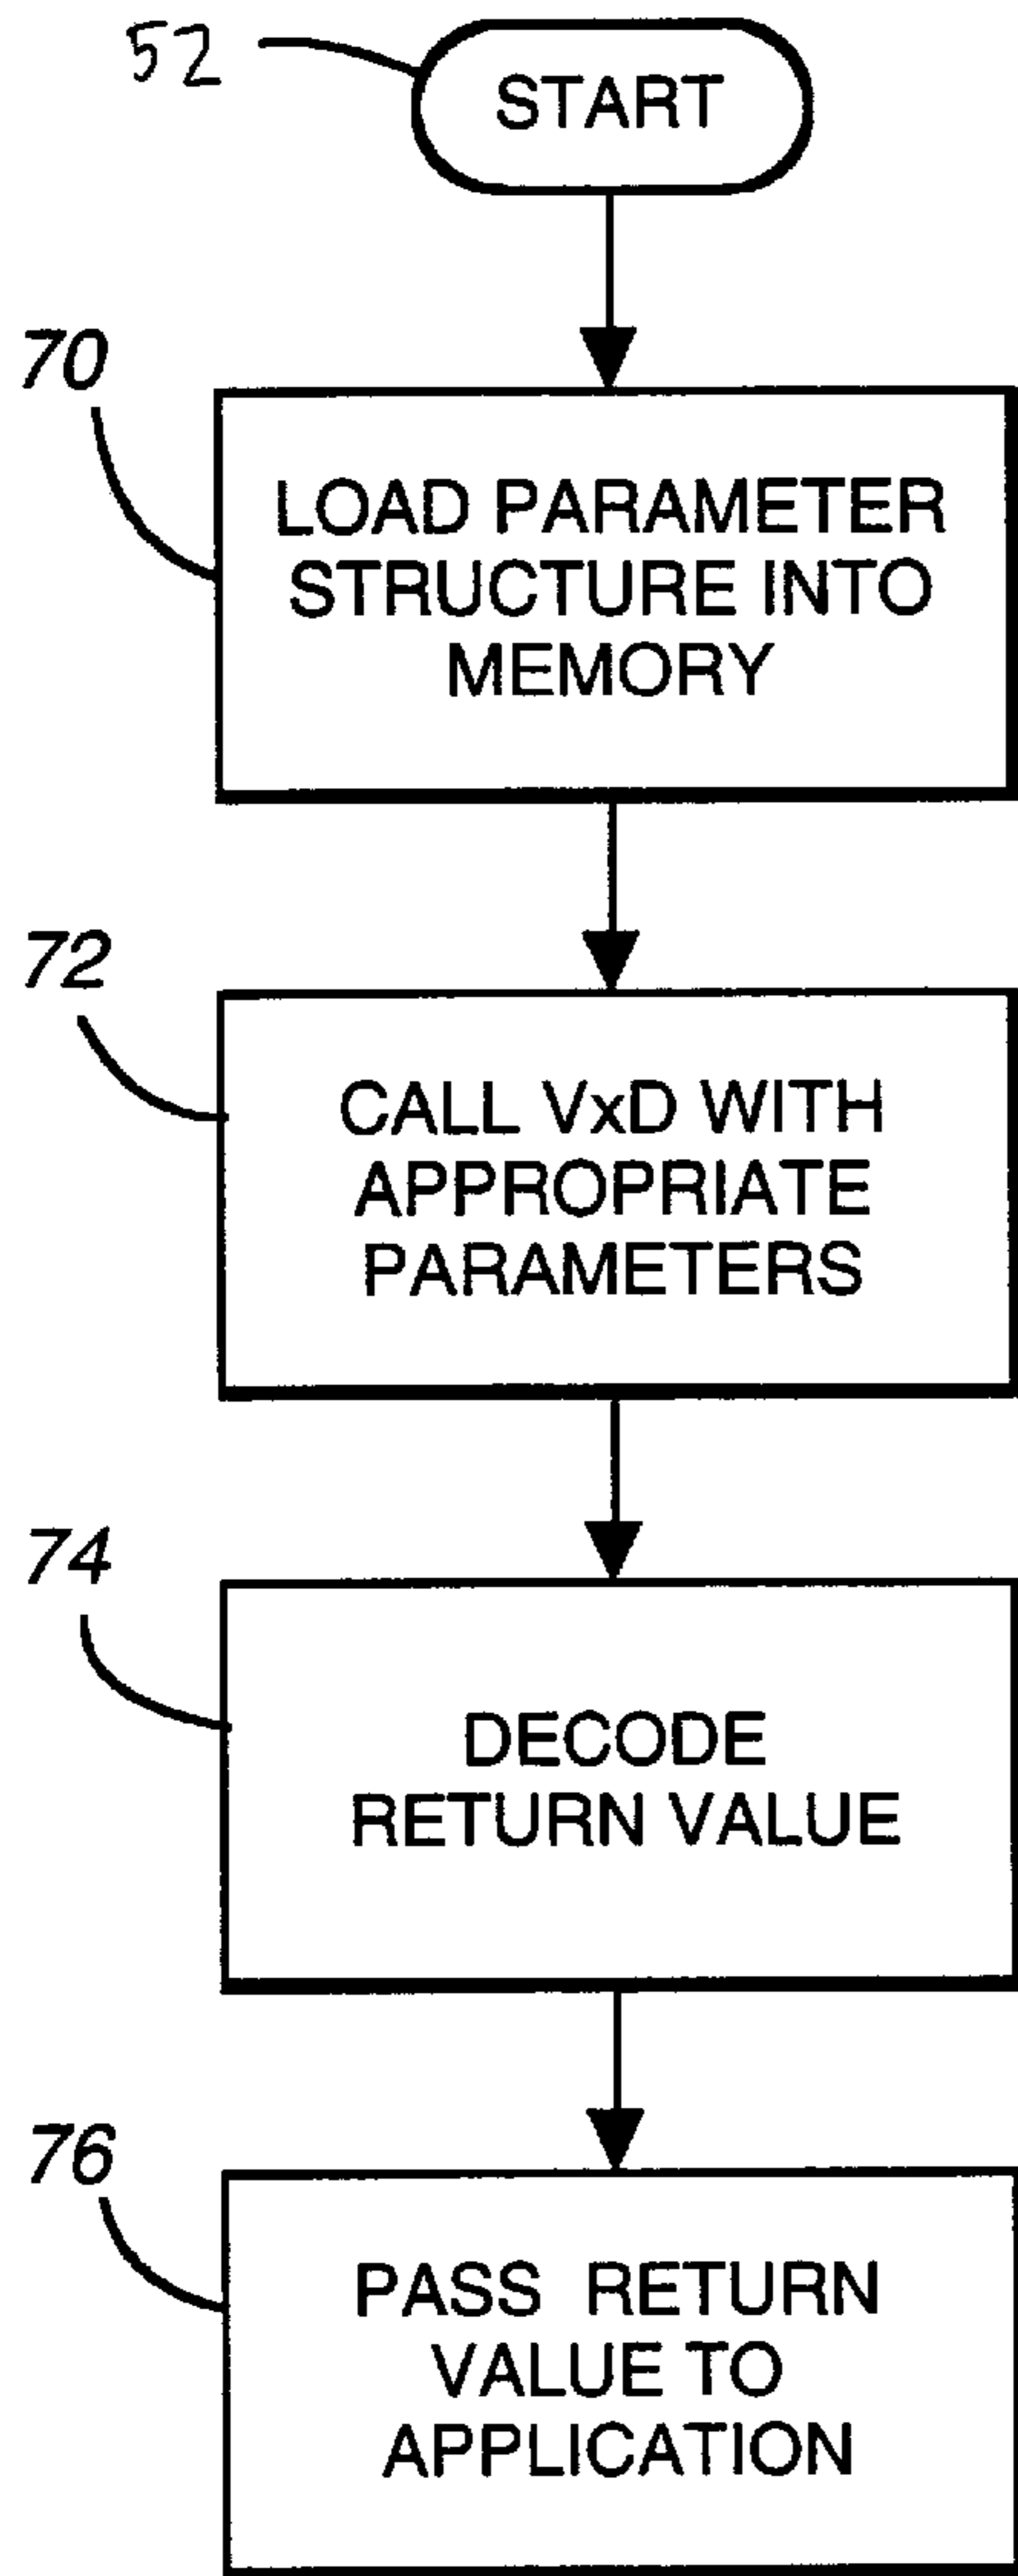 52
START
70
LOAD PARAMETER
STRUCTURE INTO
MEMORY
72
CALL VxD WITH
APPROPRIATE
PARAMETERS
74
DECODE
RETURN VALUE
76
PASS RETURN
VALUE TO
APPLICATION